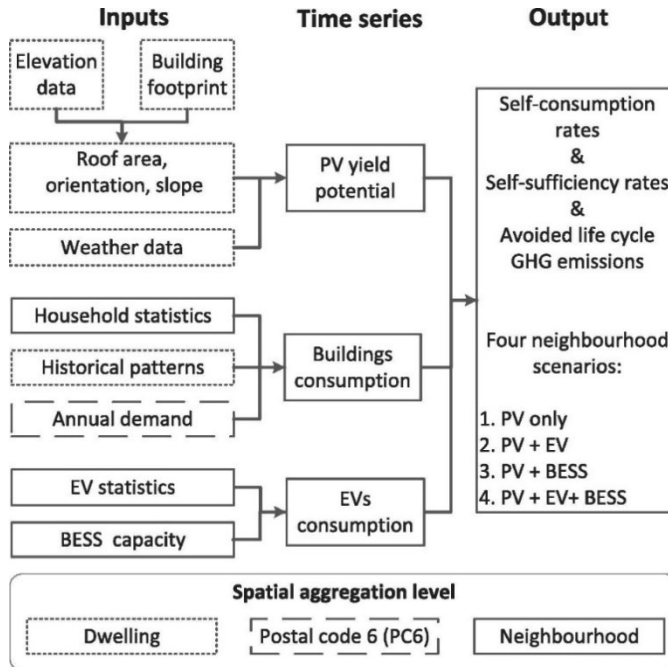 Inputs
Time series
Output
Elevation
data
Building
footprint
Roof area,
orientation, slope
Weather data
PV yield
potential
Household statistics
Historical patterns
Annual demand
Buildings
consumption
EV statistics
BESS capacity
EVs
consumption
Self-consumption
rates
&
Self-sufficiency rates
&
Avoided life cycle
GHG emissions
Four neighbourhood
scenarios:
1. PV only
2. PV + EV
3. PV + BESS
4. PV + EV+ BESS
Spatial aggregation level
Dwelling
Postal code 6 (PC6)
Neighbourhood